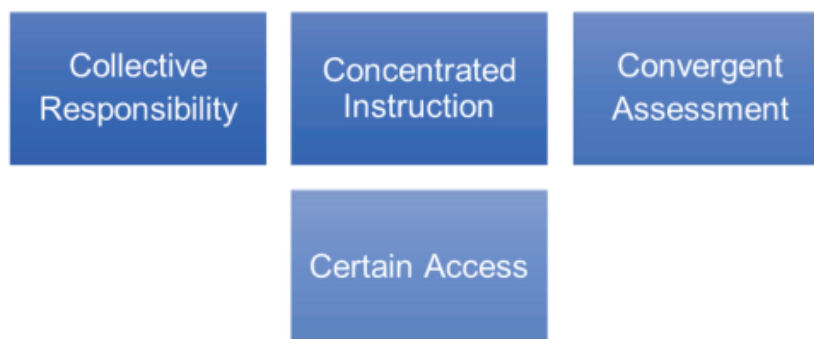 Collective
Responsibility
Concentrated
Instruction
Convergent
Assessment
Certain Access